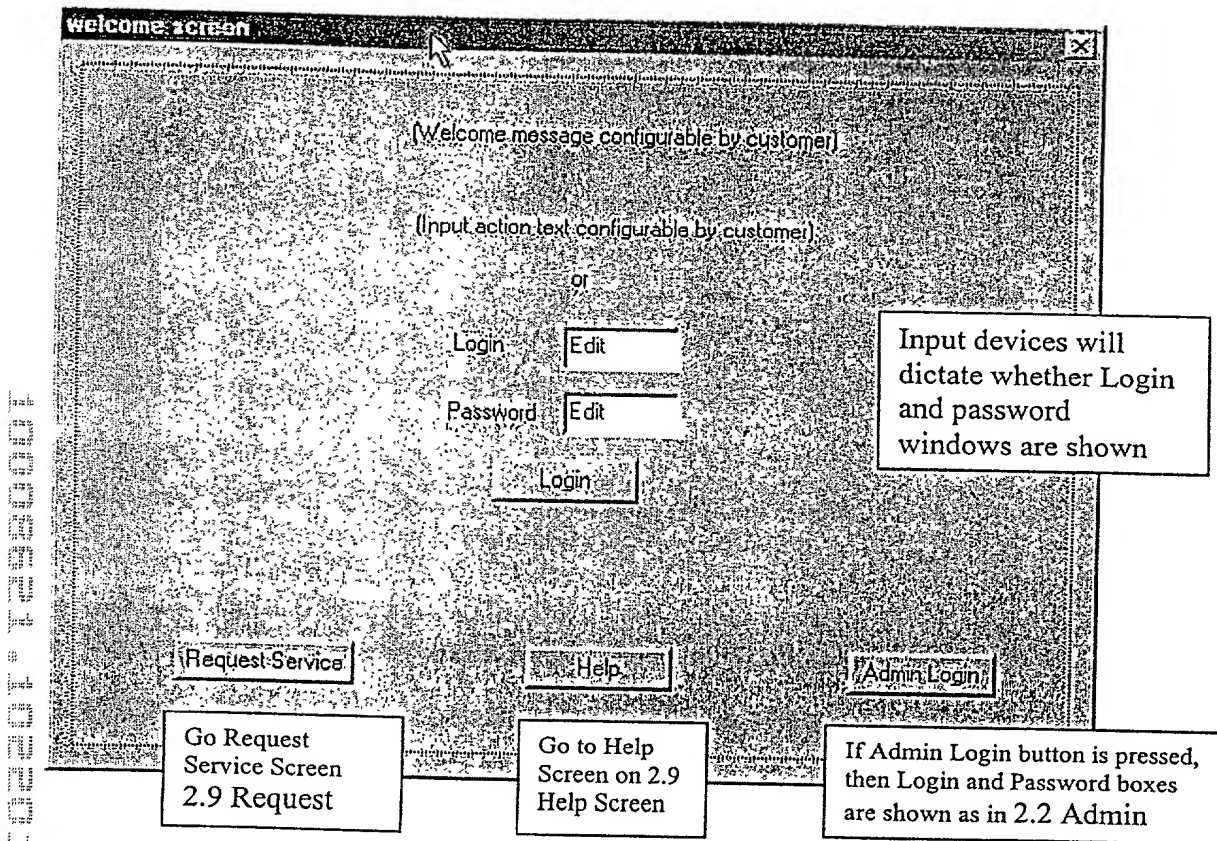 welcome screen
(Welcome message configurable by customer)
(Input action text configurable by customer)
or
Login Edit
Password Edit
Login
Input devices will
dictate whether Login
and password
windows are shown
Request Service
Help
Admin Login
Go Request
Service Screen
2.9 Request
Go to Help
Screen on 2.9
Help Screen
If Admin Login button is pressed,
then Login and Password boxes
are shown as in 2.2 Admin